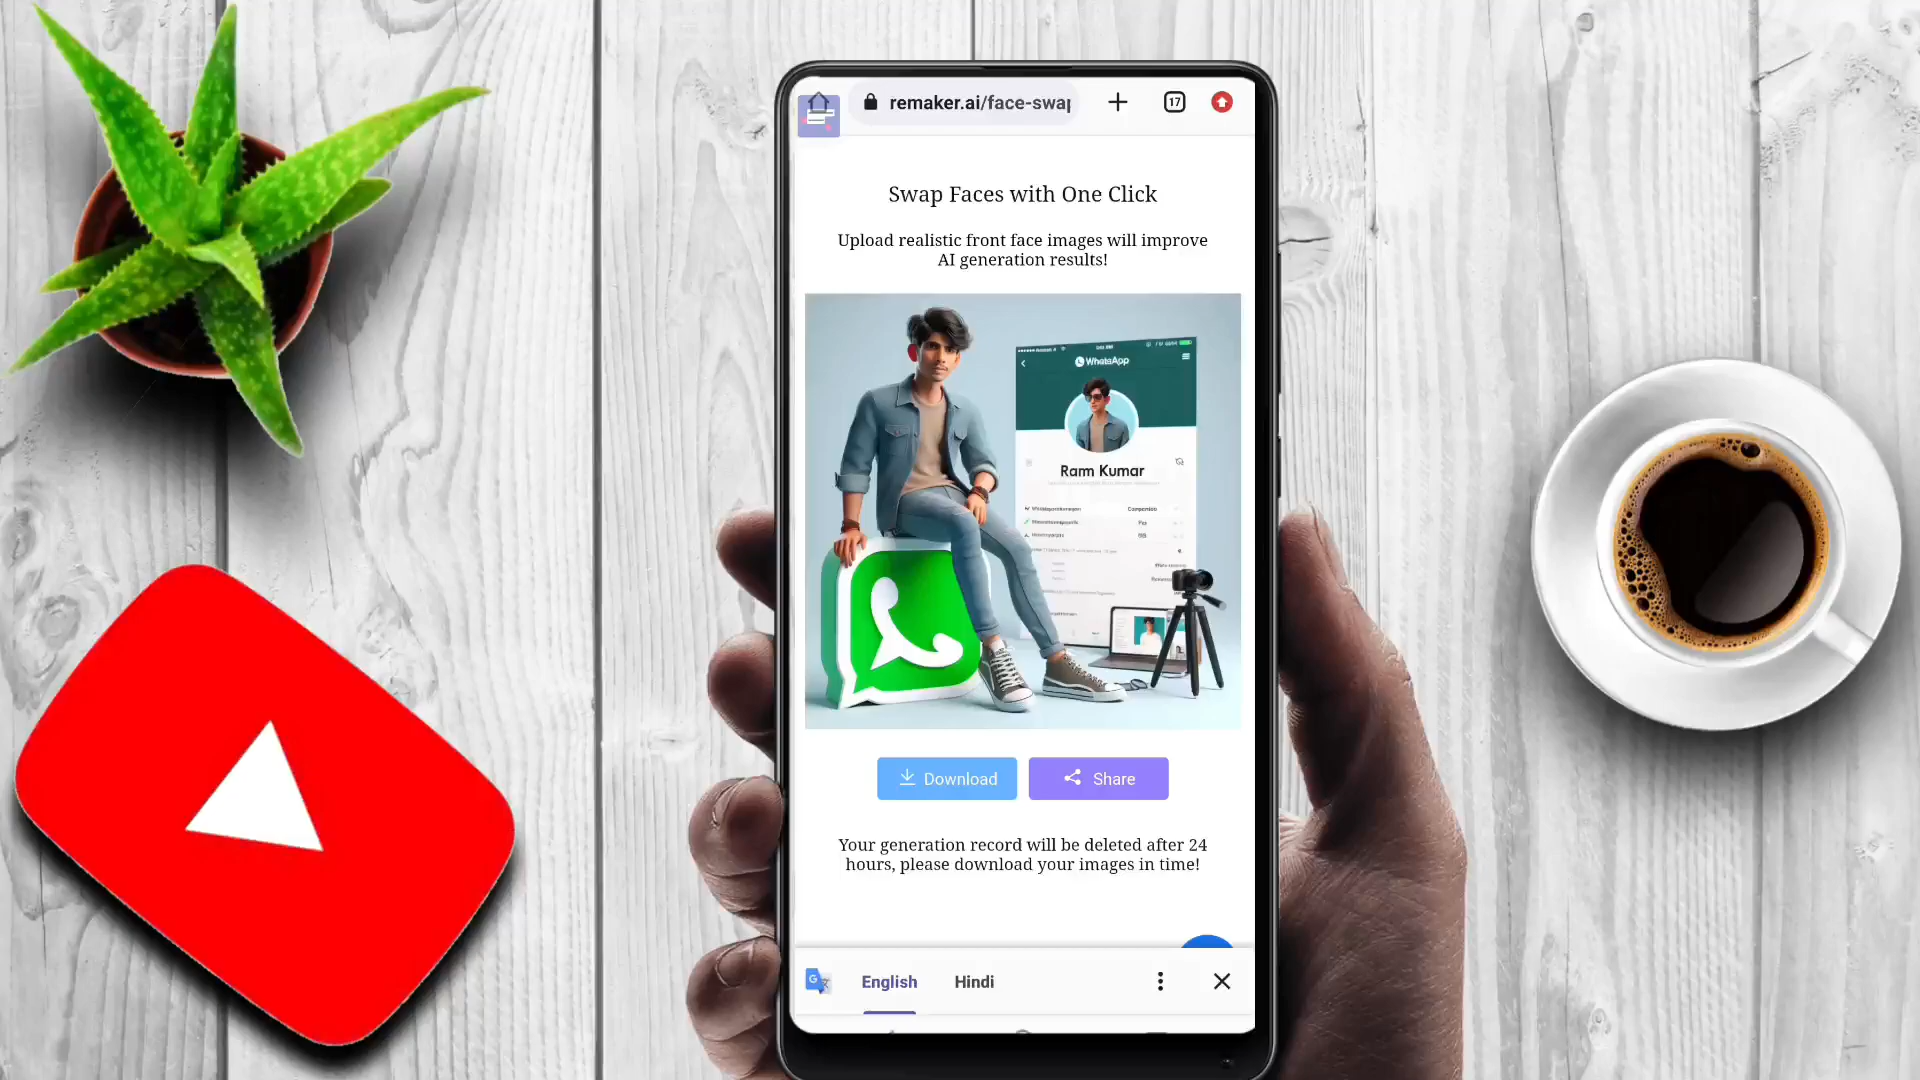 remaker.ai/face-swap
17
Swap Faces with One Click
Upload realistic front face images will improve
AI generation results!
WhatsApp
Ram Kumar
Download
Share
Your generation record will be deleted after 24
hours, please download your images in time!
G
English
Hindi